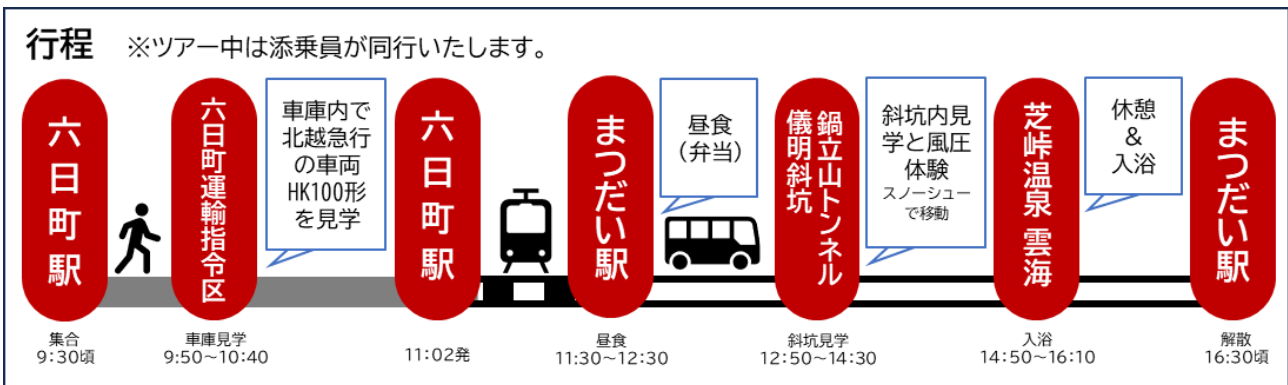 行程 ※ツアー中は添乗員が同行いたします。
六日町駅
六日町運輸指令区
車庫内で
北越急行
の車両
HK100形
を見学
六日町駅
まつだい駅
昼食
(弁当)
鍋立山トンネル
儀明斜坑
斜坑内見
学と風圧
体験
スノーシュー
で移動
芝峠温泉 雲海
休憩
&
入浴
まつだい駅
集合
9:30頃
車庫見学
9:50~10:40
11:02発
昼食
11:30~12:30
斜坑見学
12:50~14:30
入浴
14:50~16:10
解散
16:30頃